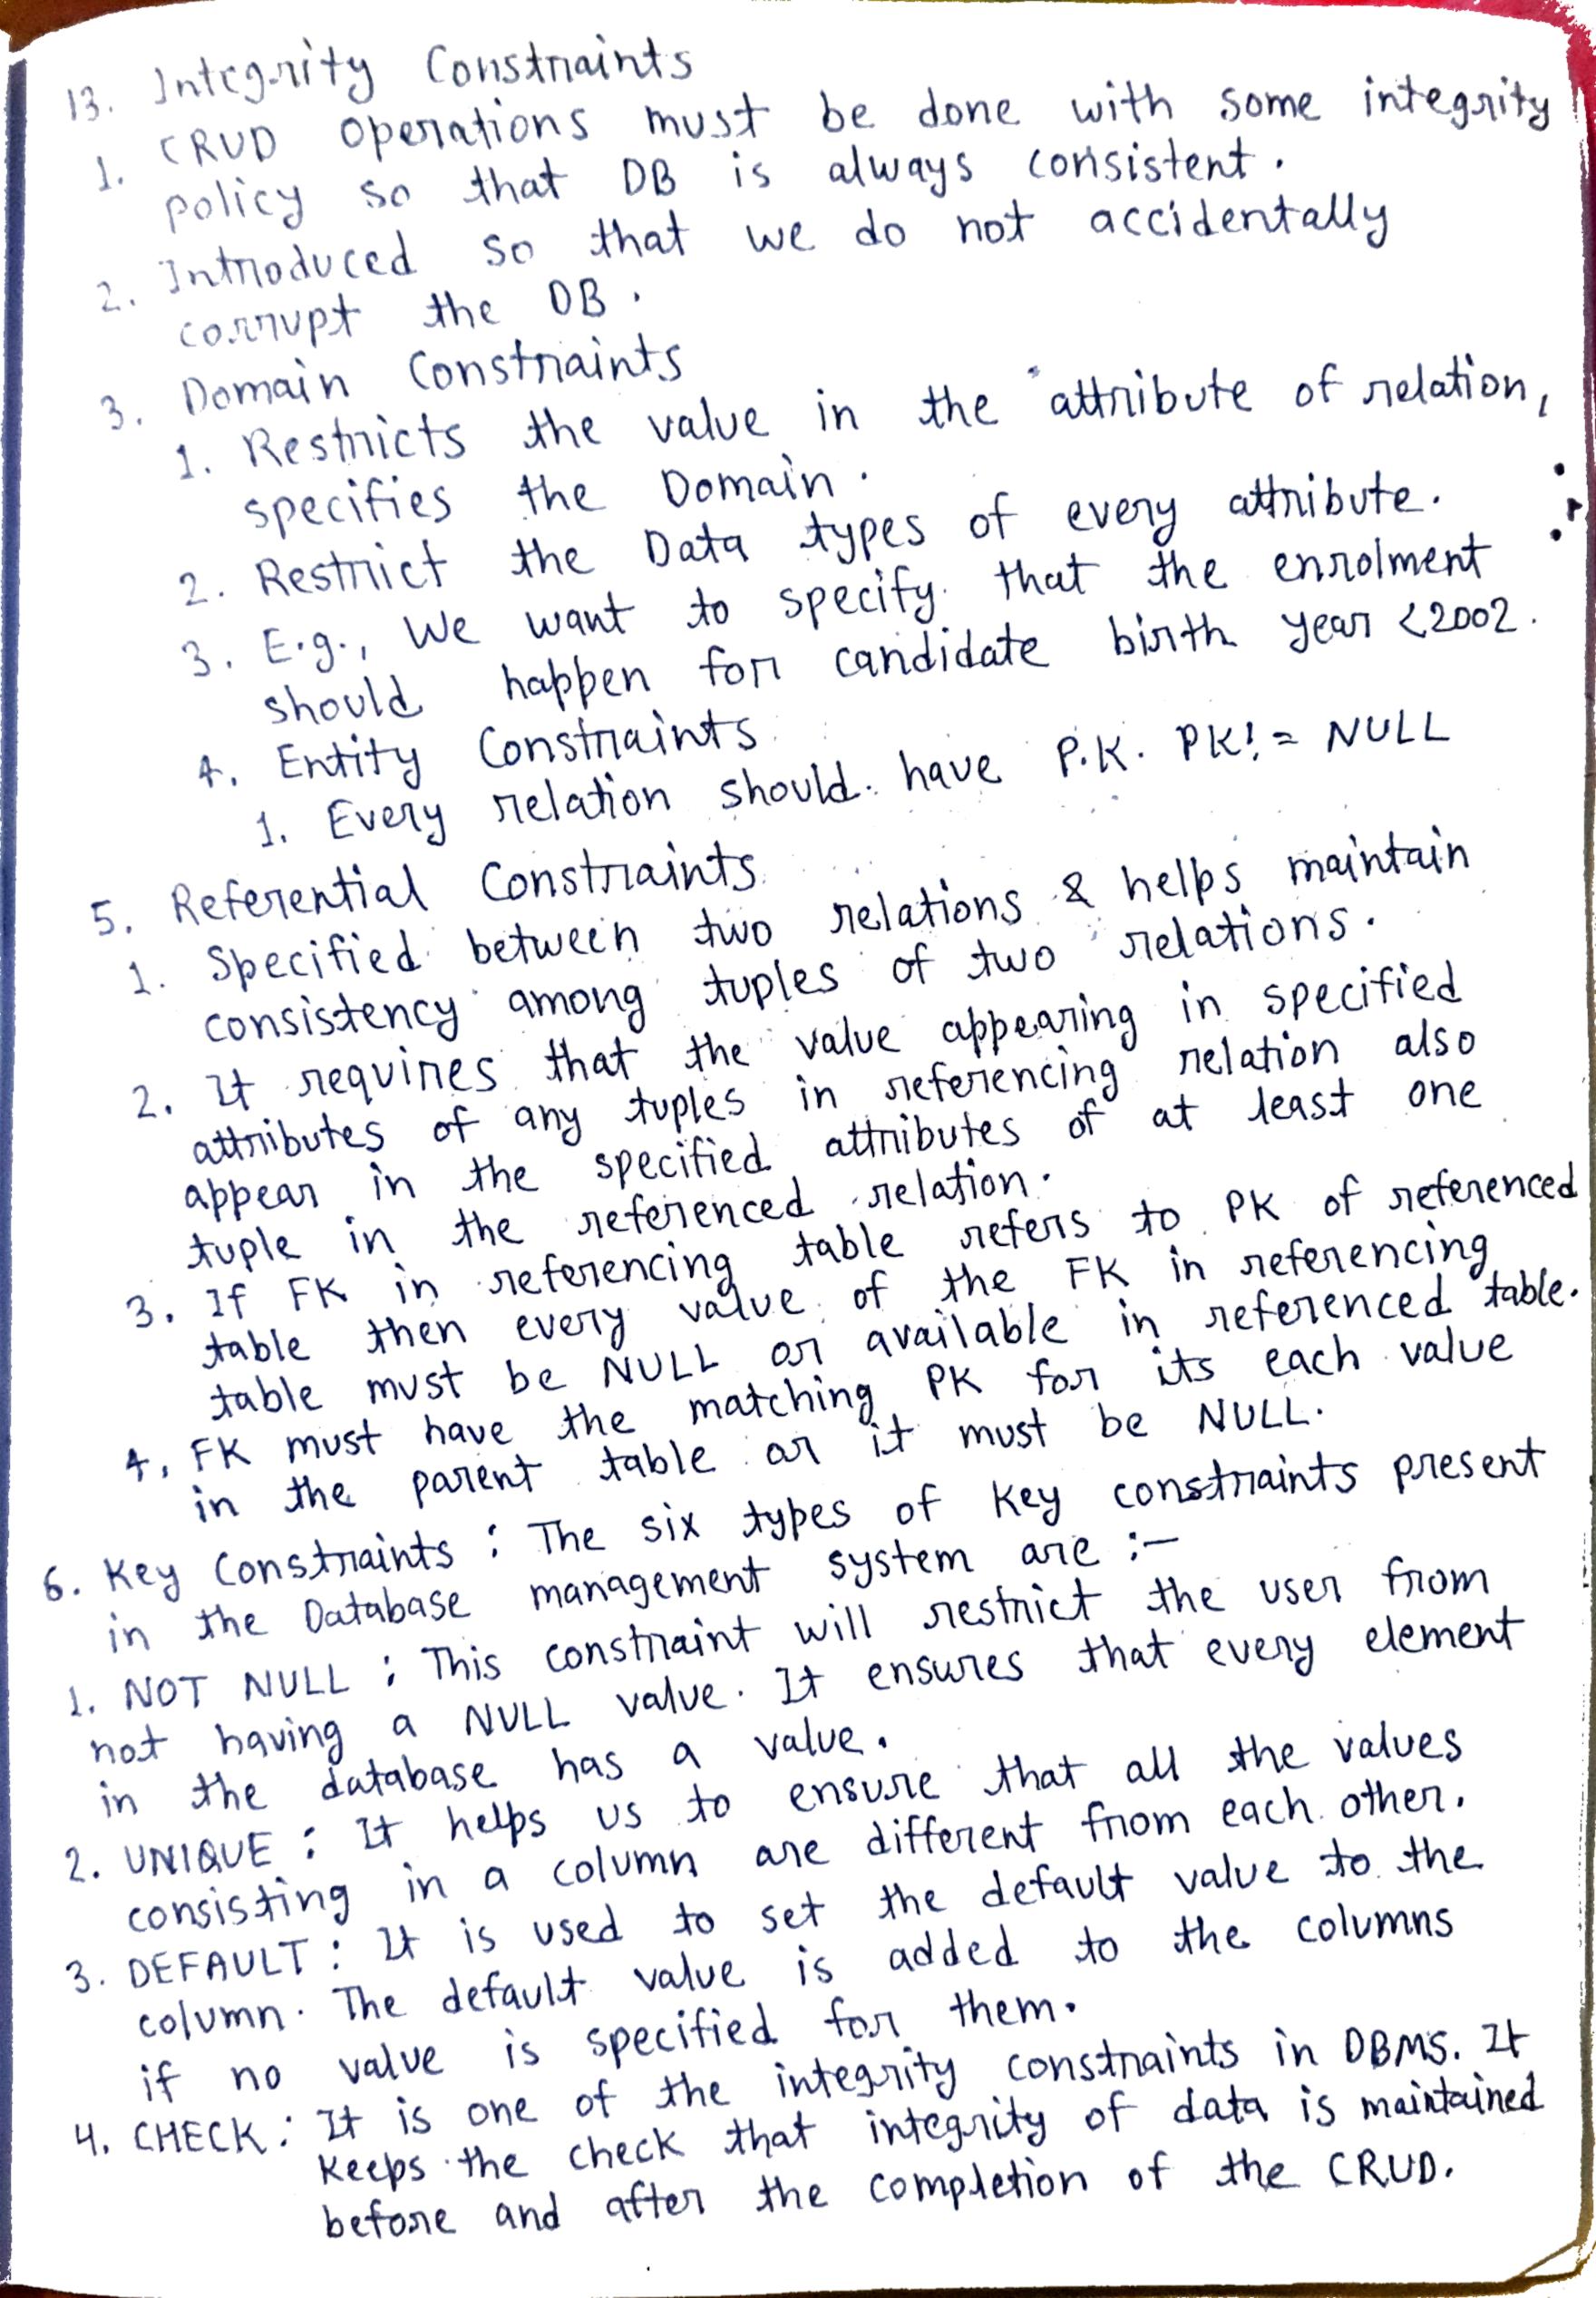 13. Integrity Constraints
1. CRUD Operations must be done with some integrity
policy so that DB is always consistent.
2. Introduced so that we do not accidentally
corrupt the DB.
3. Domain Constraints
1. Restricts the value in the attribute of relation,
specifies the Domain.
2. Restrict the Data types of every attribute.
3. E.g., We want to specify that the enrolment
should happen for candidate birth year <2002.
4. Entity Constraints
1. Every relation should have P.K. PK != NULL
5. Referential Constraints
1. Specified between two relations & helps maintain
consistency among tuples of two relations.
2. It requires that the value appearing in specified
attributes of any tuples in referencing relation also
appear in the specified attributes of at least one
tuple in the referenced relation.
3. If FK in referencing table refers to PK of referenced
table then every value of the FK in referencing
table must be NULL or available in referenced table.
4. FK must have the matching PK for its each value
in the parent table or it must be NULL.
6. Key Constraints : The six types of key constraints present
in the Database management system are :-
1. NOT NULL : This constraint will restrict the user from
not having a NULL value. It ensures that every element
in the database has a value.
2. UNIQUE : It helps us to ensure that all the values
consisting in a column are different from each other.
3. DEFAULT : It is used to set the default value to the
column. The default value is added to the columns
if no value is specified for them.
4. CHECK : It is one of the integrity constraints in DBMS. It
keeps the check that integrity of data is maintained
before and after the completion of the CRUD.